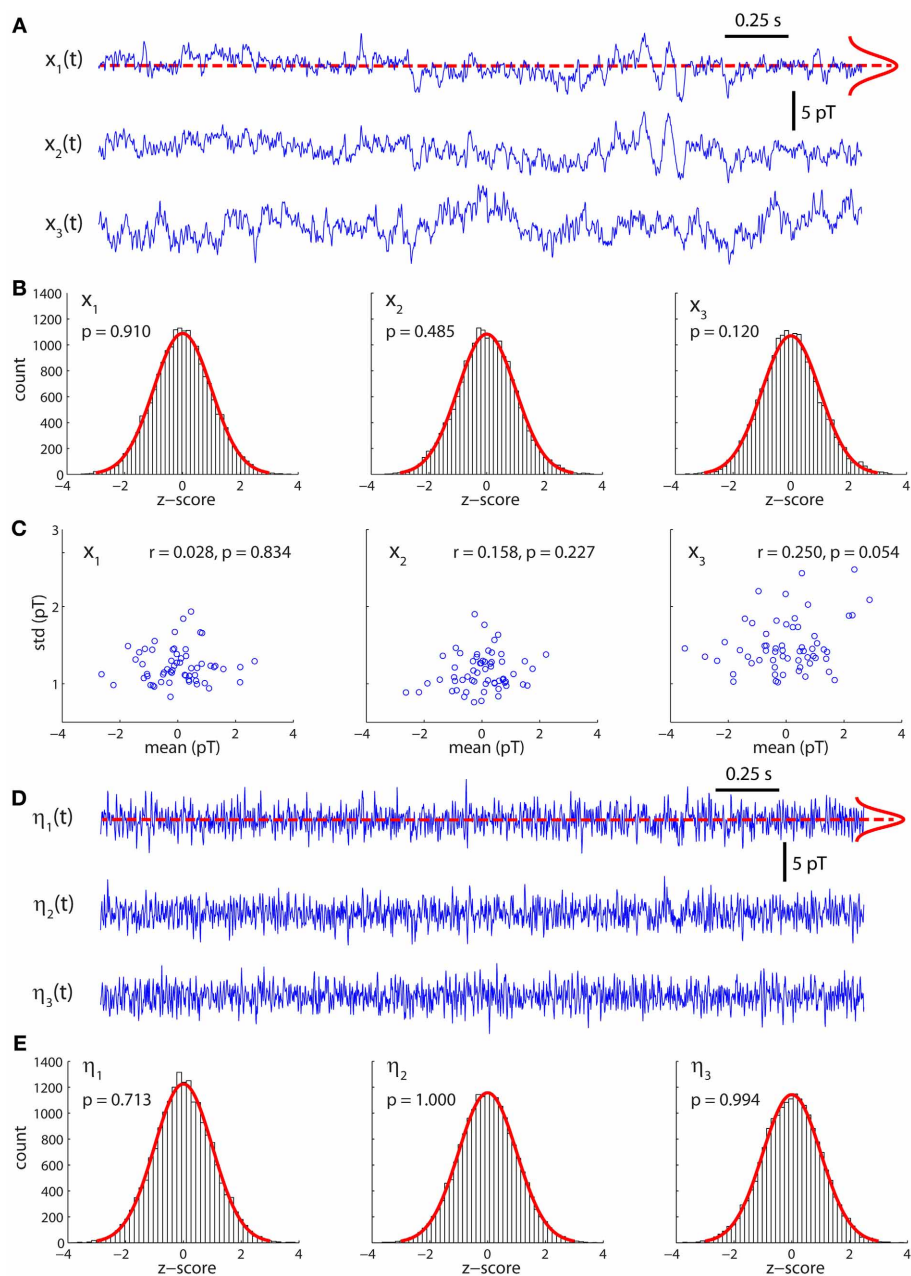 A
0.25 s
x1(t)
5 pT
x2(t)
x3(t)
B
1400
1200
1000
800
600
400
200
0
count
x1
p = 0.910
x2
p = 0.485
x3
p = 0.120
−4 −2 0 2 4
−4 −2 0 2 4
−4 −2 0 2 4
z−score
z−score
z−score
C
3
2
1
std (pT)
x1
r = 0.028, p = 0.834
x2
r = 0.158, p = 0.227
x3
r = 0.250, p = 0.054
−4 −2 0 2 4
−4 −2 0 2 4
−4 −2 0 2 4
mean (pT)
mean (pT)
mean (pT)
D
0.25 s
η1(t)
5 pT
η2(t)
η3(t)
E
1400
1200
1000
800
600
400
200
0
count
η1
p = 0.713
η2
p = 1.000
η3
p = 0.994
−4 −2 0 2 4
−4 −2 0 2 4
−4 −2 0 2 4
z−score
z−score
z−score